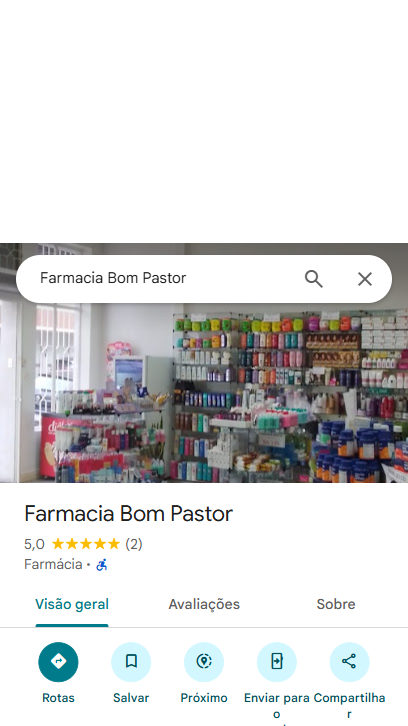 Farmacia Bom Pastor
Farmacia Bom Pastor
5,0 (2)
Farmácia ·
Visão geral Avaliações Sobre
Rotas Salvar Próximo Enviar para o Compartilhar